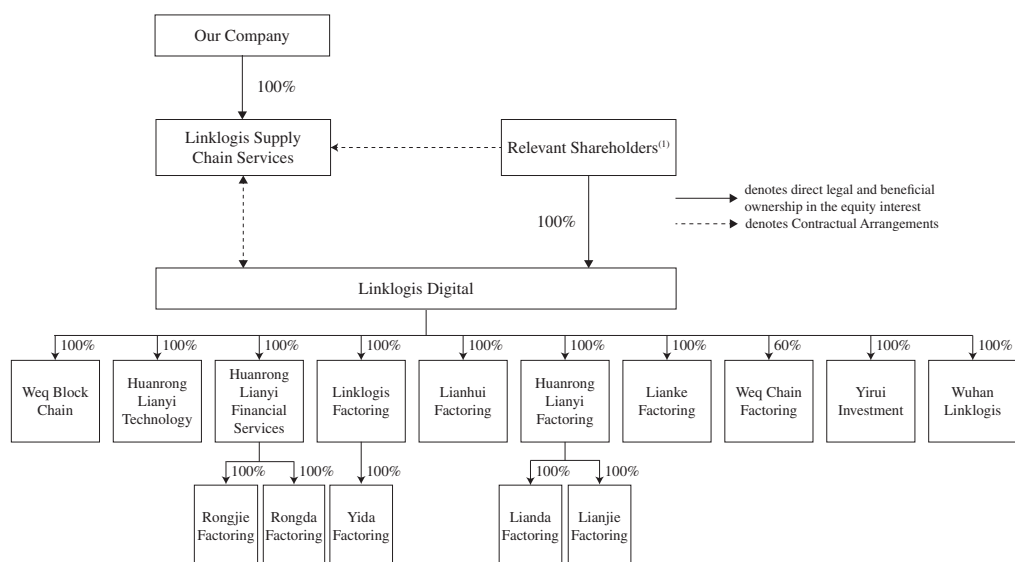 Our Company
100%
Linklogis Supply
Chain Services
Relevant Shareholders(1)
denotes direct legal and beneficial
ownership in the equity interest
denotes Contractual Arrangements
100%
Linklogis Digital
100%
100%
100%
100%
100%
100%
100%
60%
100%
100%
Weq Block
Chain
Huanrong
Lianyi
Technology
Huanrong
Lianyi
Financial
Services
Linklogis
Factoring
Lianhui
Factoring
Huanrong
Lianyi
Factoring
Lianke
Factoring
Weq Chain
Factoring
Yirui
Investment
Wuhan
Linklogis
100%
100%
100%
100%
100%
Rongjie
Factoring
Rongda
Factoring
Yida
Factoring
Lianda
Factoring
Lianjie
Factoring